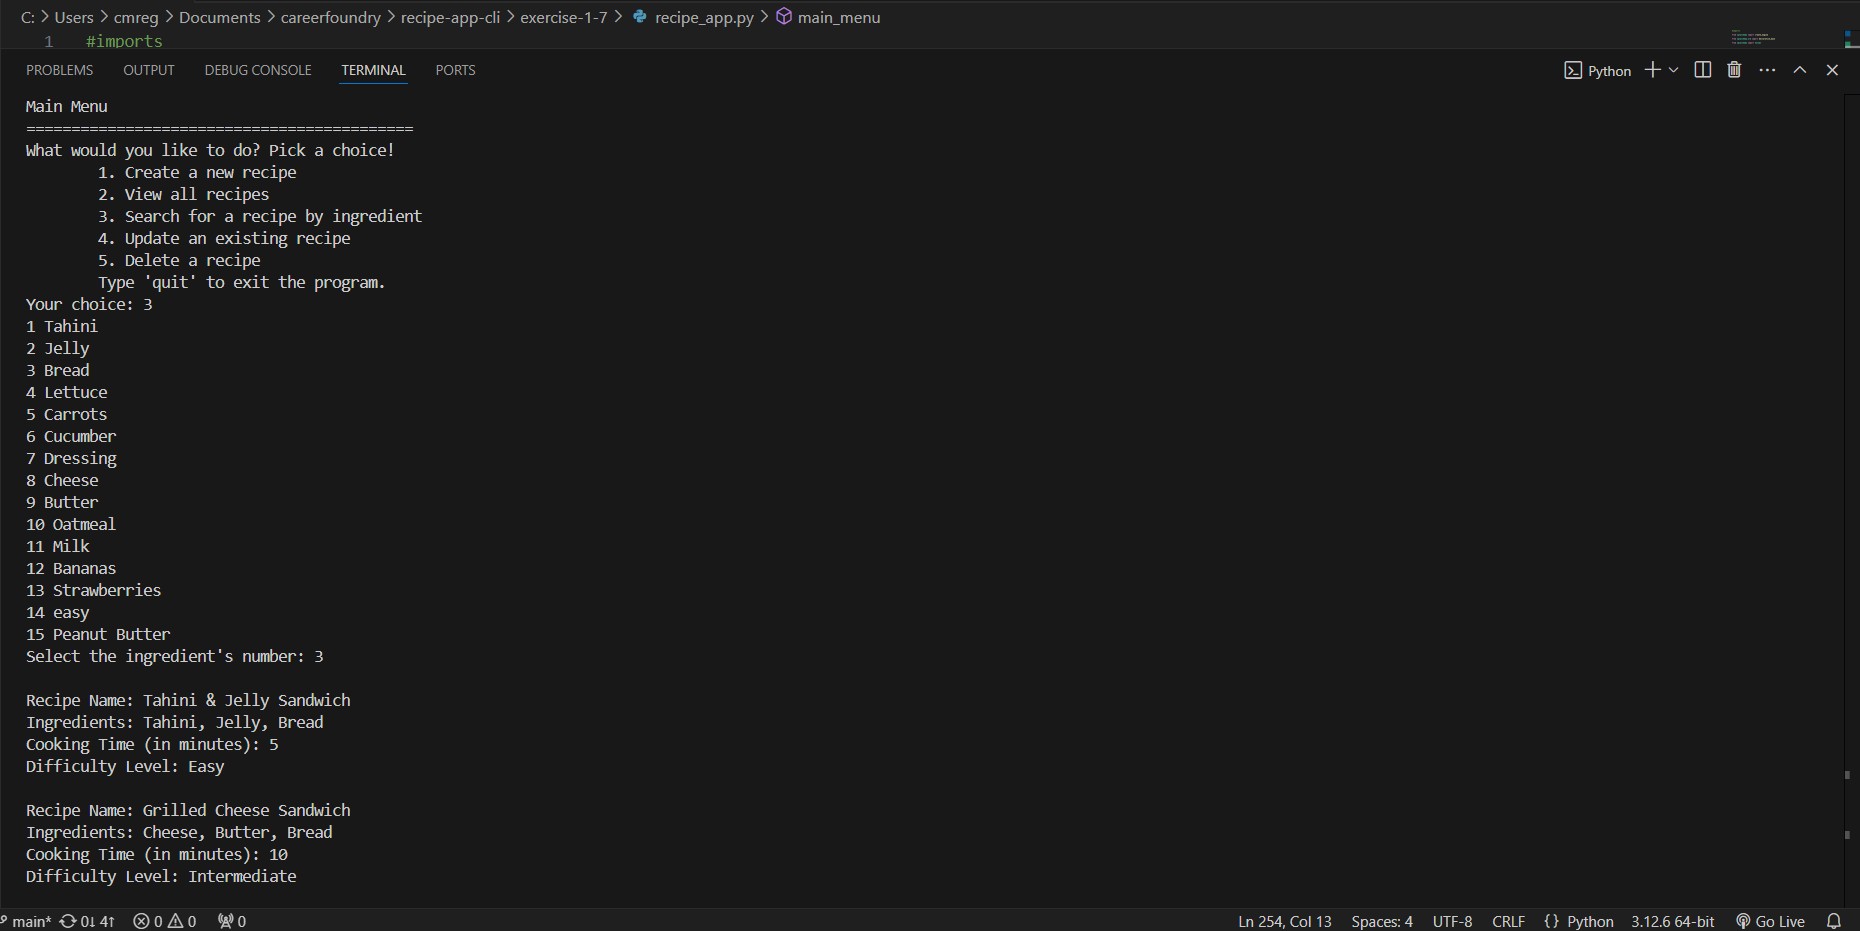 C: > Users > cmreg > Documents > careerfoundry > recipe-app-cli > exercise-1-7 > recipe_app.py > main_menu
1 #imports
PROBLEMS OUTPUT DEBUG CONSOLE TERMINAL PORTS Python
Main Menu
===========================================
What would you like to do? Pick a choice!
1. Create a new recipe
2. View all recipes
3. Search for a recipe by ingredient
4. Update an existing recipe
5. Delete a recipe
Type 'quit' to exit the program.
Your choice: 3
1 Tahini
2 Jelly
3 Bread
4 Lettuce
5 Carrots
6 Cucumber
7 Dressing
8 Cheese
9 Butter
10 Oatmeal
11 Milk
12 Bananas
13 Strawberries
14 easy
15 Peanut Butter
Select the ingredient's number: 3
Recipe Name: Tahini & Jelly Sandwich
Ingredients: Tahini, Jelly, Bread
Cooking Time (in minutes): 5
Difficulty Level: Easy
Recipe Name: Grilled Cheese Sandwich
Ingredients: Cheese, Butter, Bread
Cooking Time (in minutes): 10
Difficulty Level: Intermediate
main* 0↓ 4↑ 0 0 0 Ln 254, Col 13 Spaces: 4 UTF-8 CRLF {} Python 3.12.6 64-bit Go Live